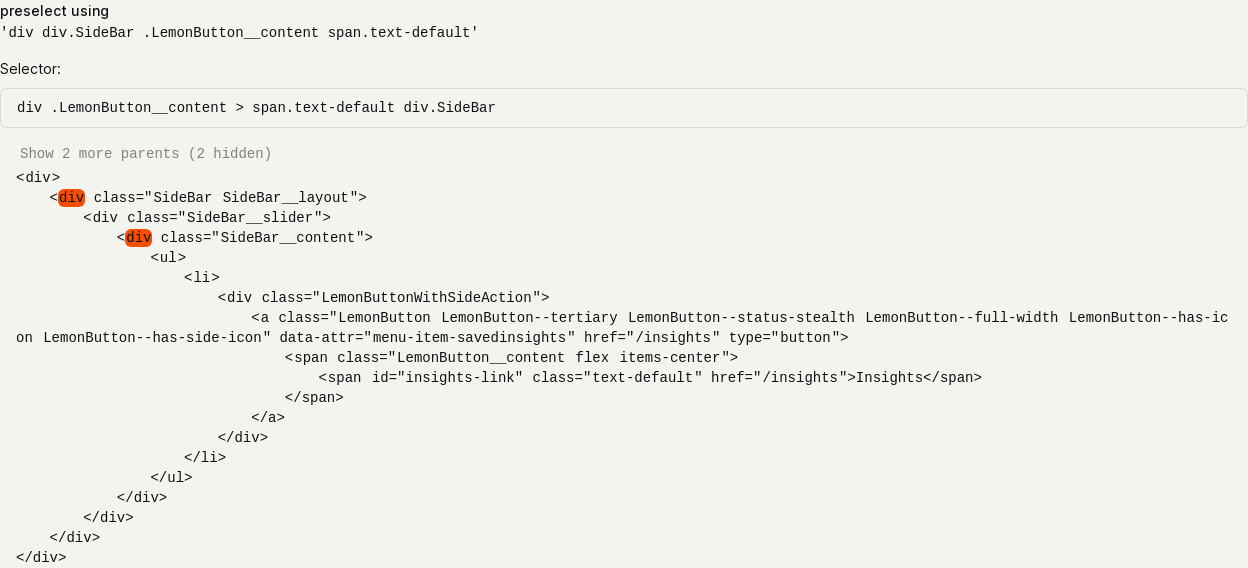 preselect using
'div div.SideBar .LemonButton__content span.text-default'
Selector:
div .LemonButton__content > span.text-default div.SideBar
Show 2 more parents (2 hidden)
<div>
<div class="SideBar SideBar__layout">
<div class="SideBar__slider">
<div class="SideBar__content">
<ul>
<li>
<div class="LemonButtonWithSideAction">
<a class="LemonButton LemonButton--tertiary LemonButton--status-stealth LemonButton--full-width LemonButton--has-ic
on LemonButton--has-side-icon" data-attr="menu-item-savedinsights" href="/insights" type="button">
<span class="LemonButton__content flex items-center">
<span id="insights-link" class="text-default" href="/insights">Insights</span>
</span>
</a>
</div>
</li>
</ul>
</div>
</div>
</div>
</div>